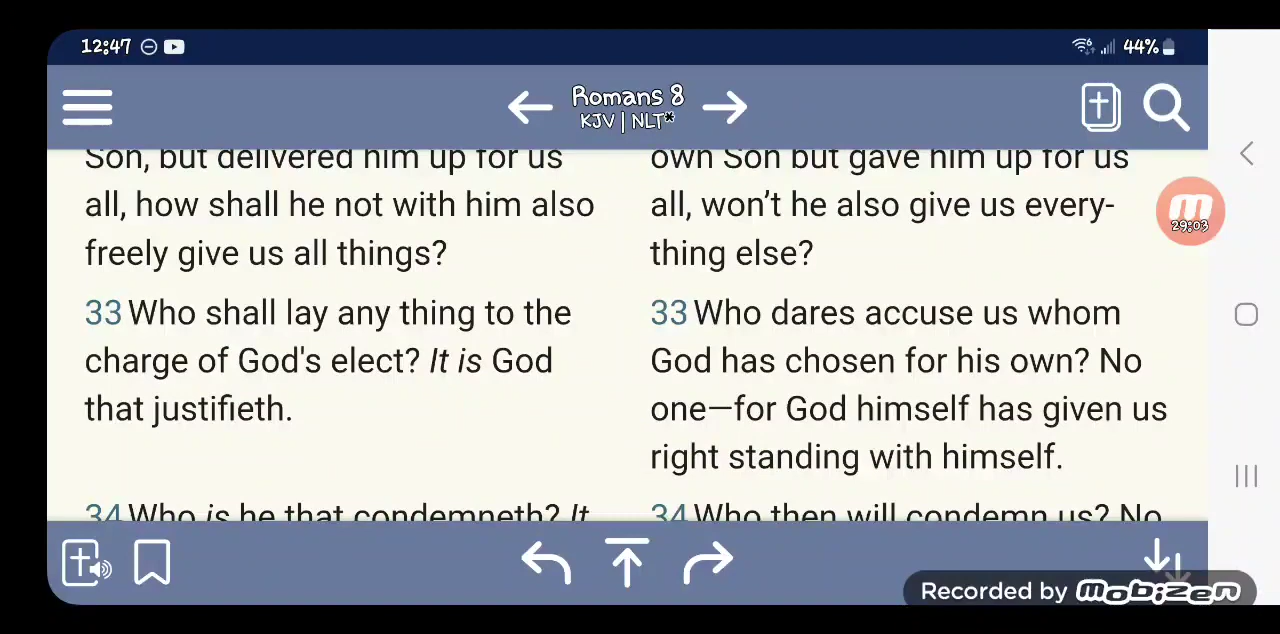 12:47
44%
Romans 8
KJV | NLT*
29:03
Son, but delivered him up for us
all, how shall he not with him also
freely give us all things?
33 Who shall lay any thing to the
charge of God's elect? It is God
that justifieth.
34 Who is he that condemneth? It
own Son but gave him up for us
all, won’t he also give us every-
thing else?
33 Who dares accuse us whom
God has chosen for his own? No
one—for God himself has given us
right standing with himself.
34 Who then will condemn us? No
Recorded by mobizen